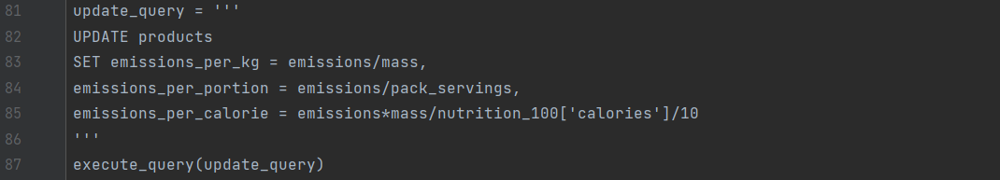 81 update_query = '''
82 UPDATE products
83 SET emissions_per_kg = emissions/mass,
84 emissions_per_portion = emissions/pack_servings,
85 emissions_per_calorie = emissions*mass/nutrition_100['calories']/10
86 '''
87 execute_query(update_query)